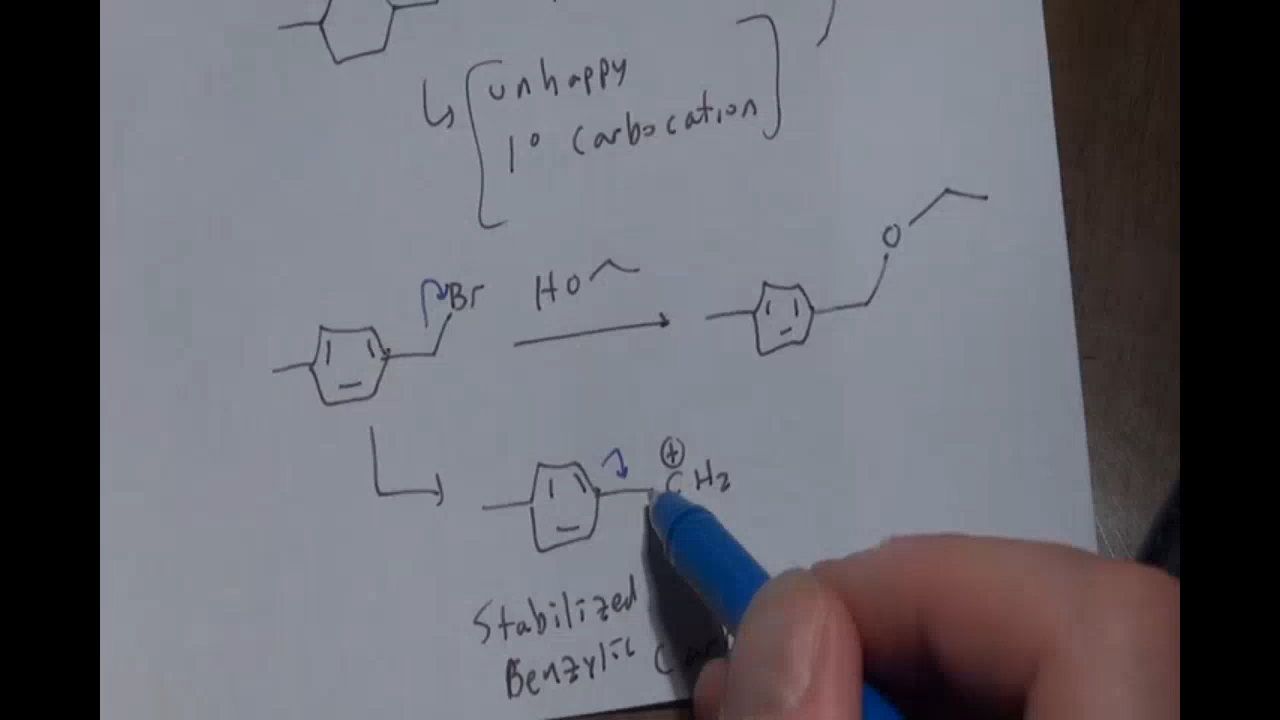 unhappy
1° carbocation
Br
HO
O
⊕
CH2
Stabilized
Benzylic